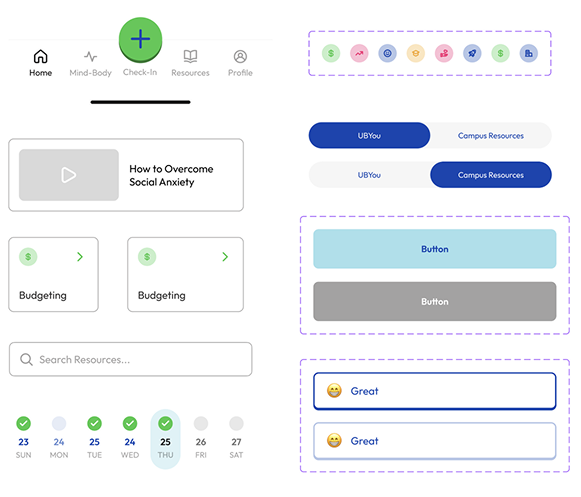 Home
Mind-Body
Check-In
Resources
Profile
How to Overcome
Social Anxiety
$
Budgeting
$
Budgeting
Search Resources...
23 24 25 24 25 26 27
SUN MON TUE WED THU FRI SAT
$ $
UBYou Campus Resources
UBYou Campus Resources
Button
Button
Great
Great